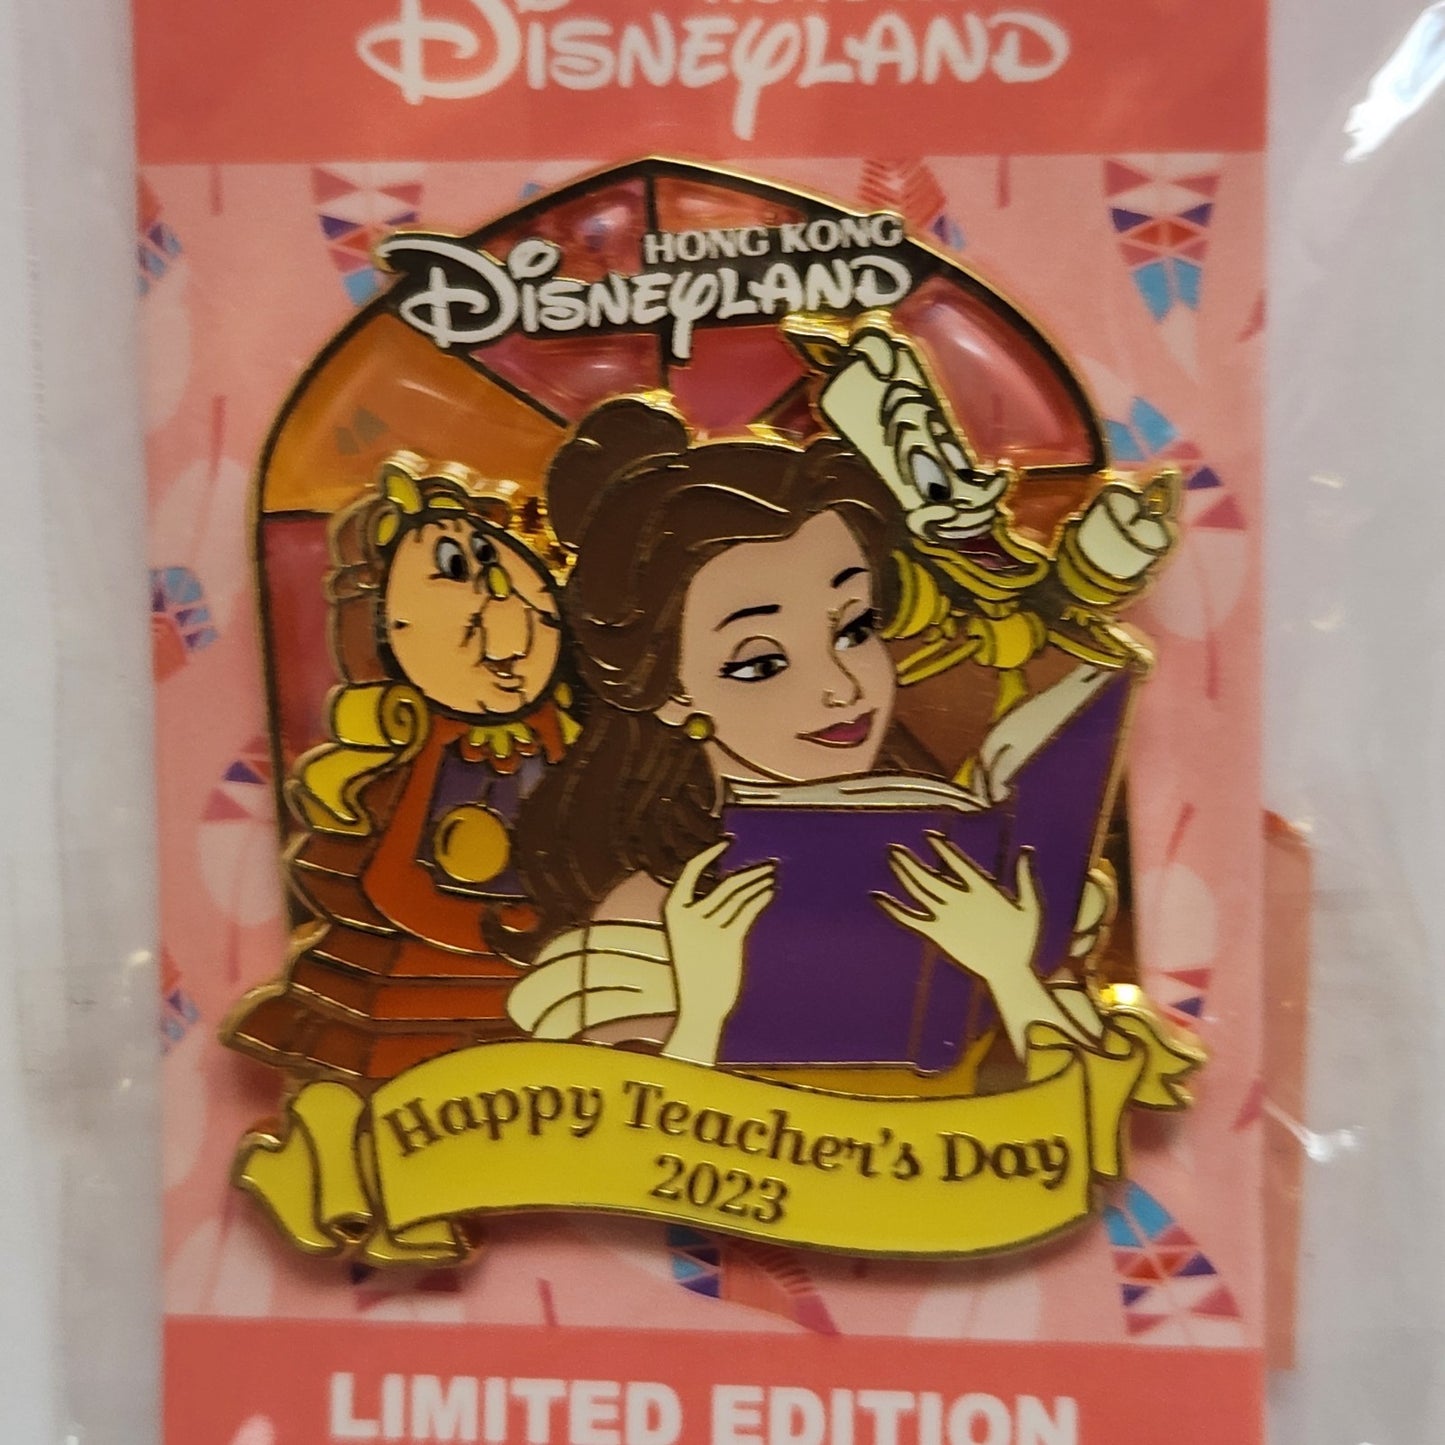 DISNEYLAND
HONG KONG
DISNEYLAND
Happy Teacher's Day
2023
LIMITED EDITION